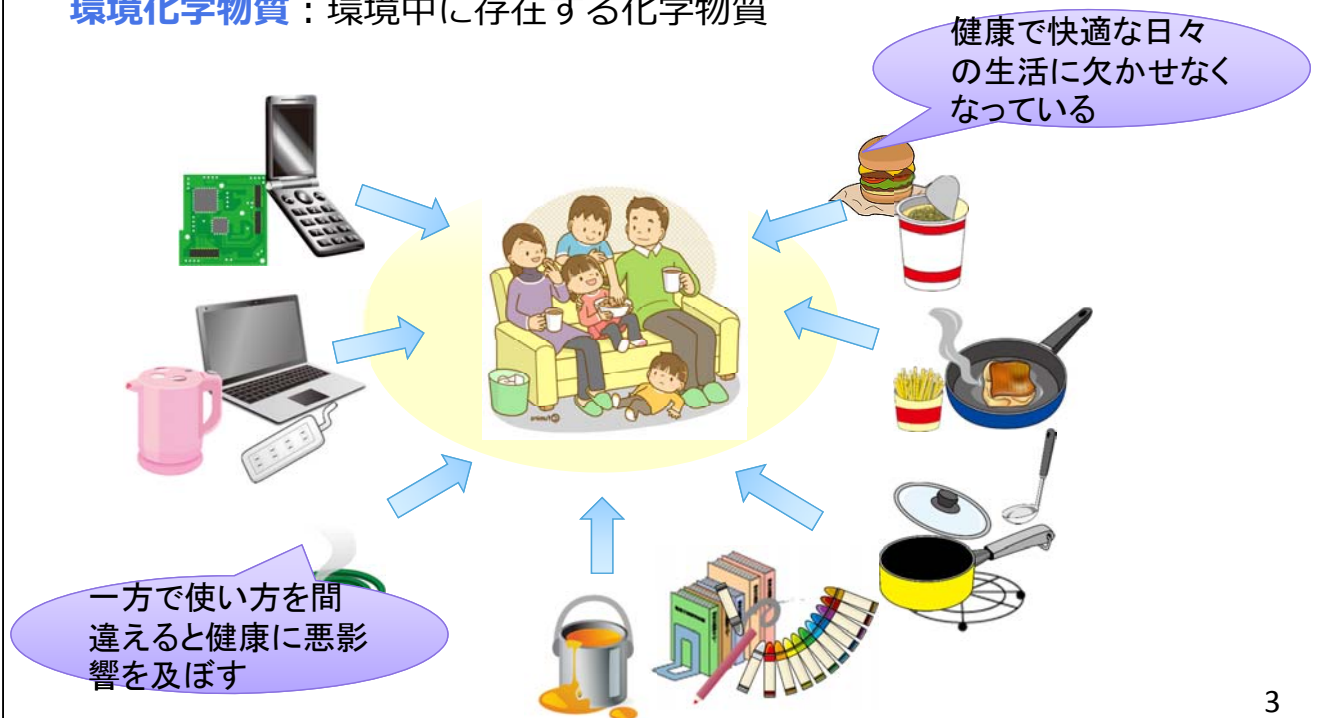 環境化学物質：環境中に存在する化学物質
健康で快適な日々
の生活に欠かせなく
なっている
一方で使い方を間
違えると健康に悪影
響を及ぼす
3